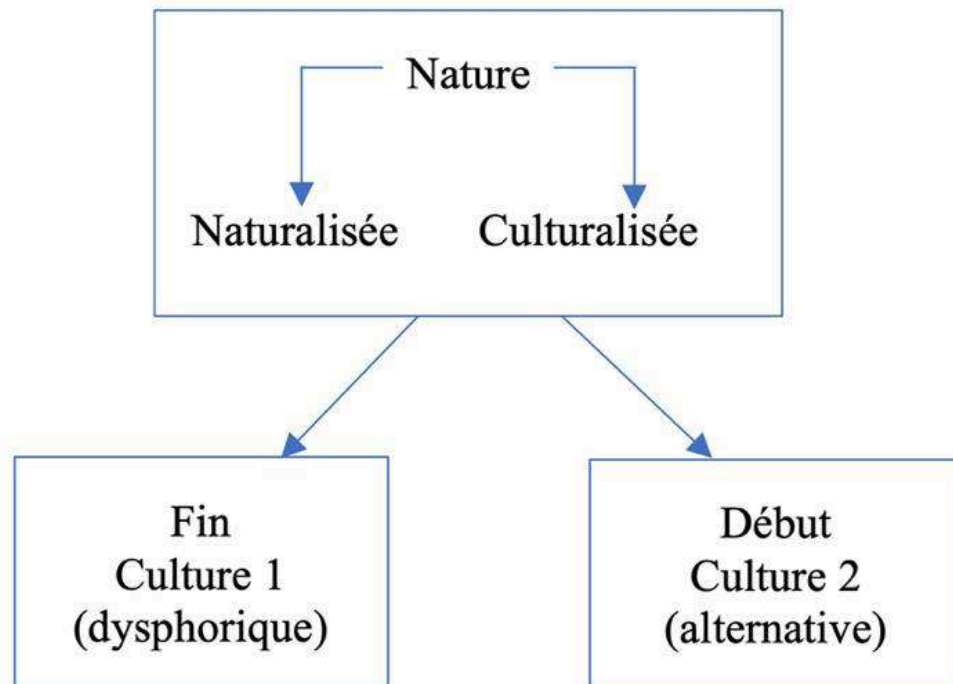 Nature
Naturalisée Culturalisée
Fin
Culture 1
(dysphorique)
Début
Culture 2
(alternative)